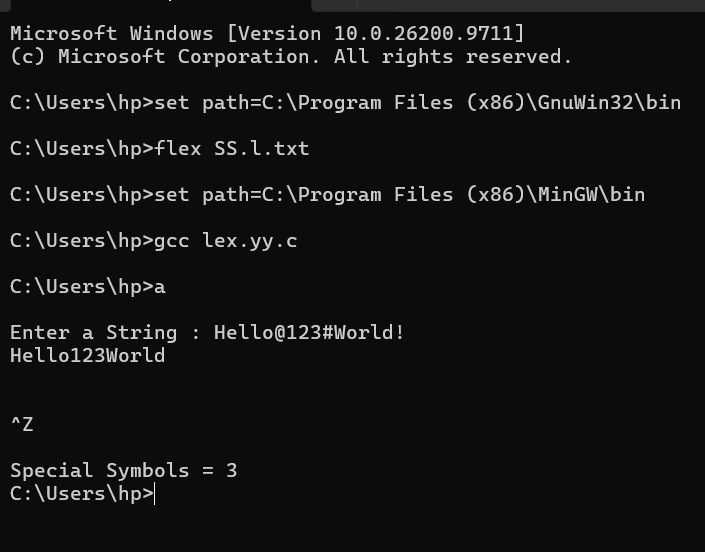 Microsoft Windows [Version 10.0.26200.9711]
(c) Microsoft Corporation. All rights reserved.
C:\Users\hp>set path=C:\Program Files (x86)\GnuWin32\bin
C:\Users\hp>flex SS.l.txt
C:\Users\hp>set path=C:\Program Files (x86)\MinGW\bin
C:\Users\hp>gcc lex.yy.c
C:\Users\hp>a
Enter a String : Hello@123#World!
Hello123World
^Z
Special Symbols = 3
C:\Users\hp>